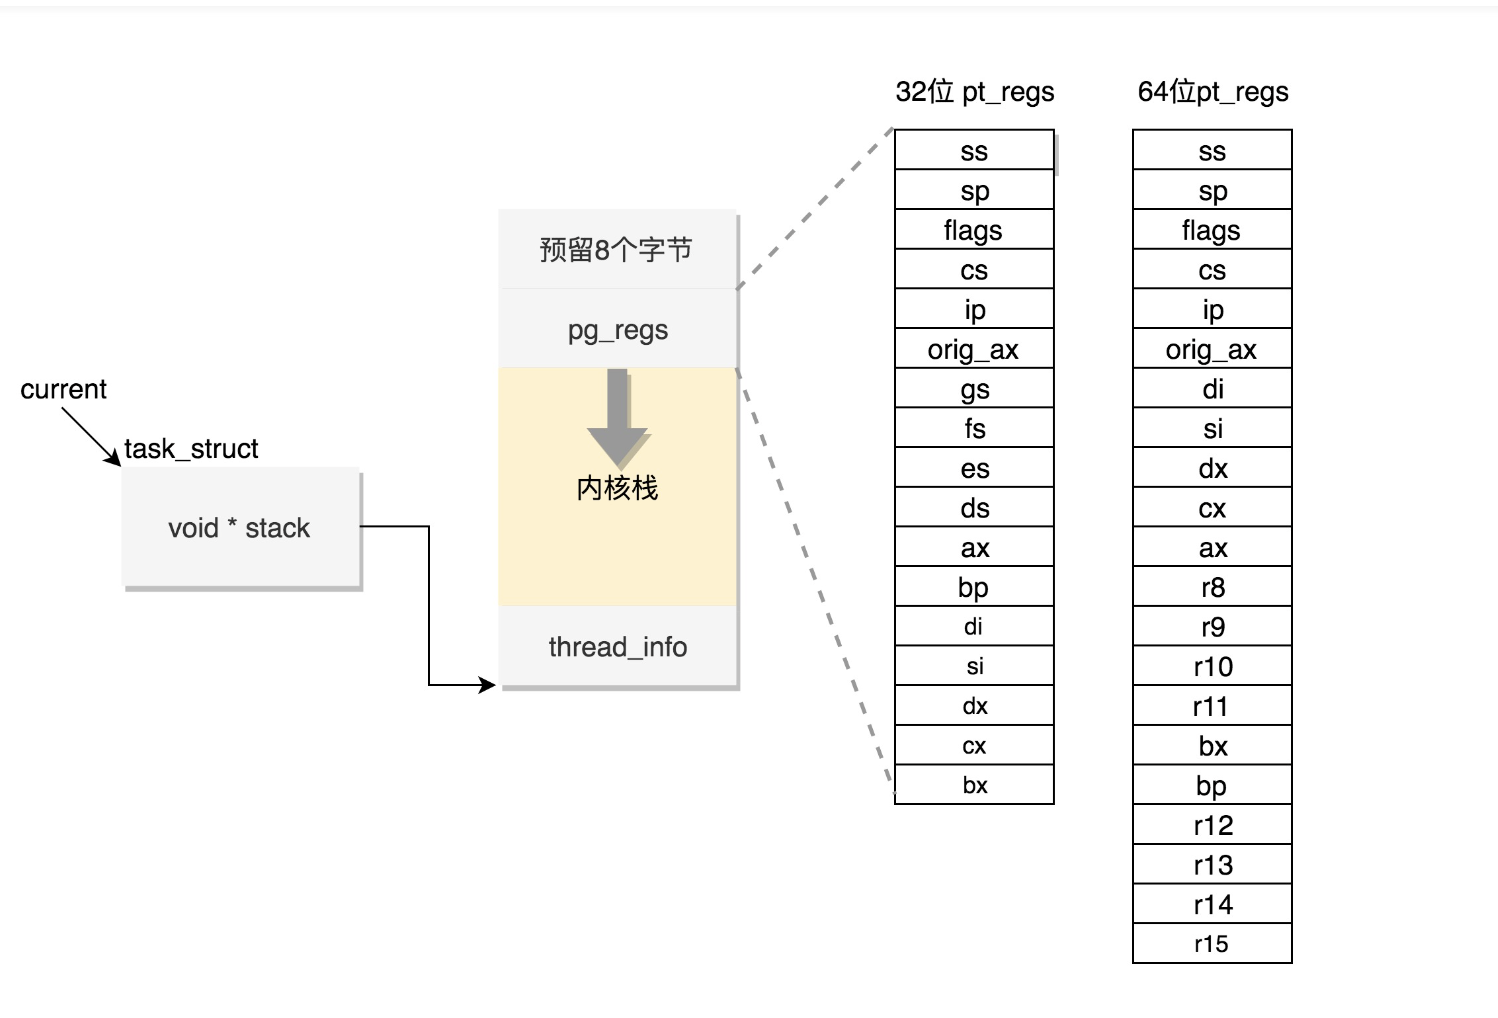 current
task_struct
void * stack
预留8个字节
pg_regs
内核栈
thread_info
32位 pt_regs
ss
sp
flags
cs
ip
orig_ax
gs
fs
es
ds
ax
bp
di
si
dx
cx
bx
64位pt_regs
ss
sp
flags
cs
ip
orig_ax
di
si
dx
cx
ax
r8
r9
r10
r11
bx
bp
r12
r13
r14
r15